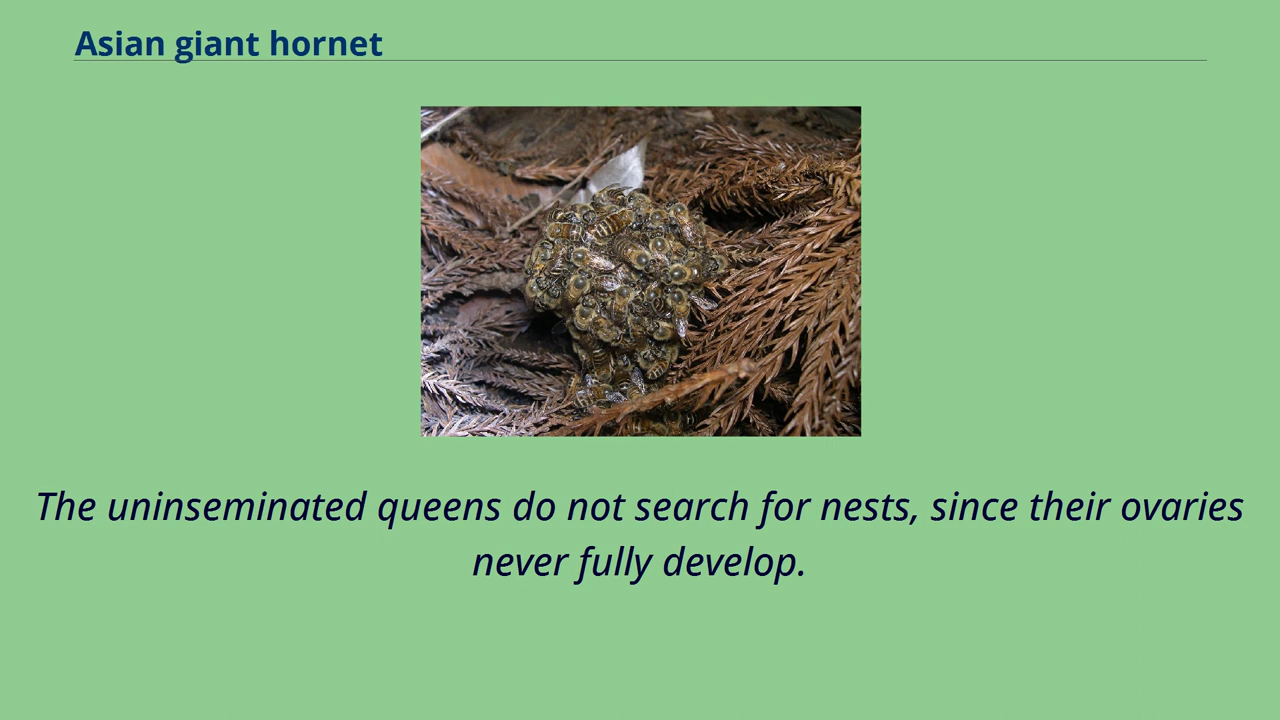 Asian giant hornet
The uninseminated queens do not search for nests, since their ovaries
never fully develop.